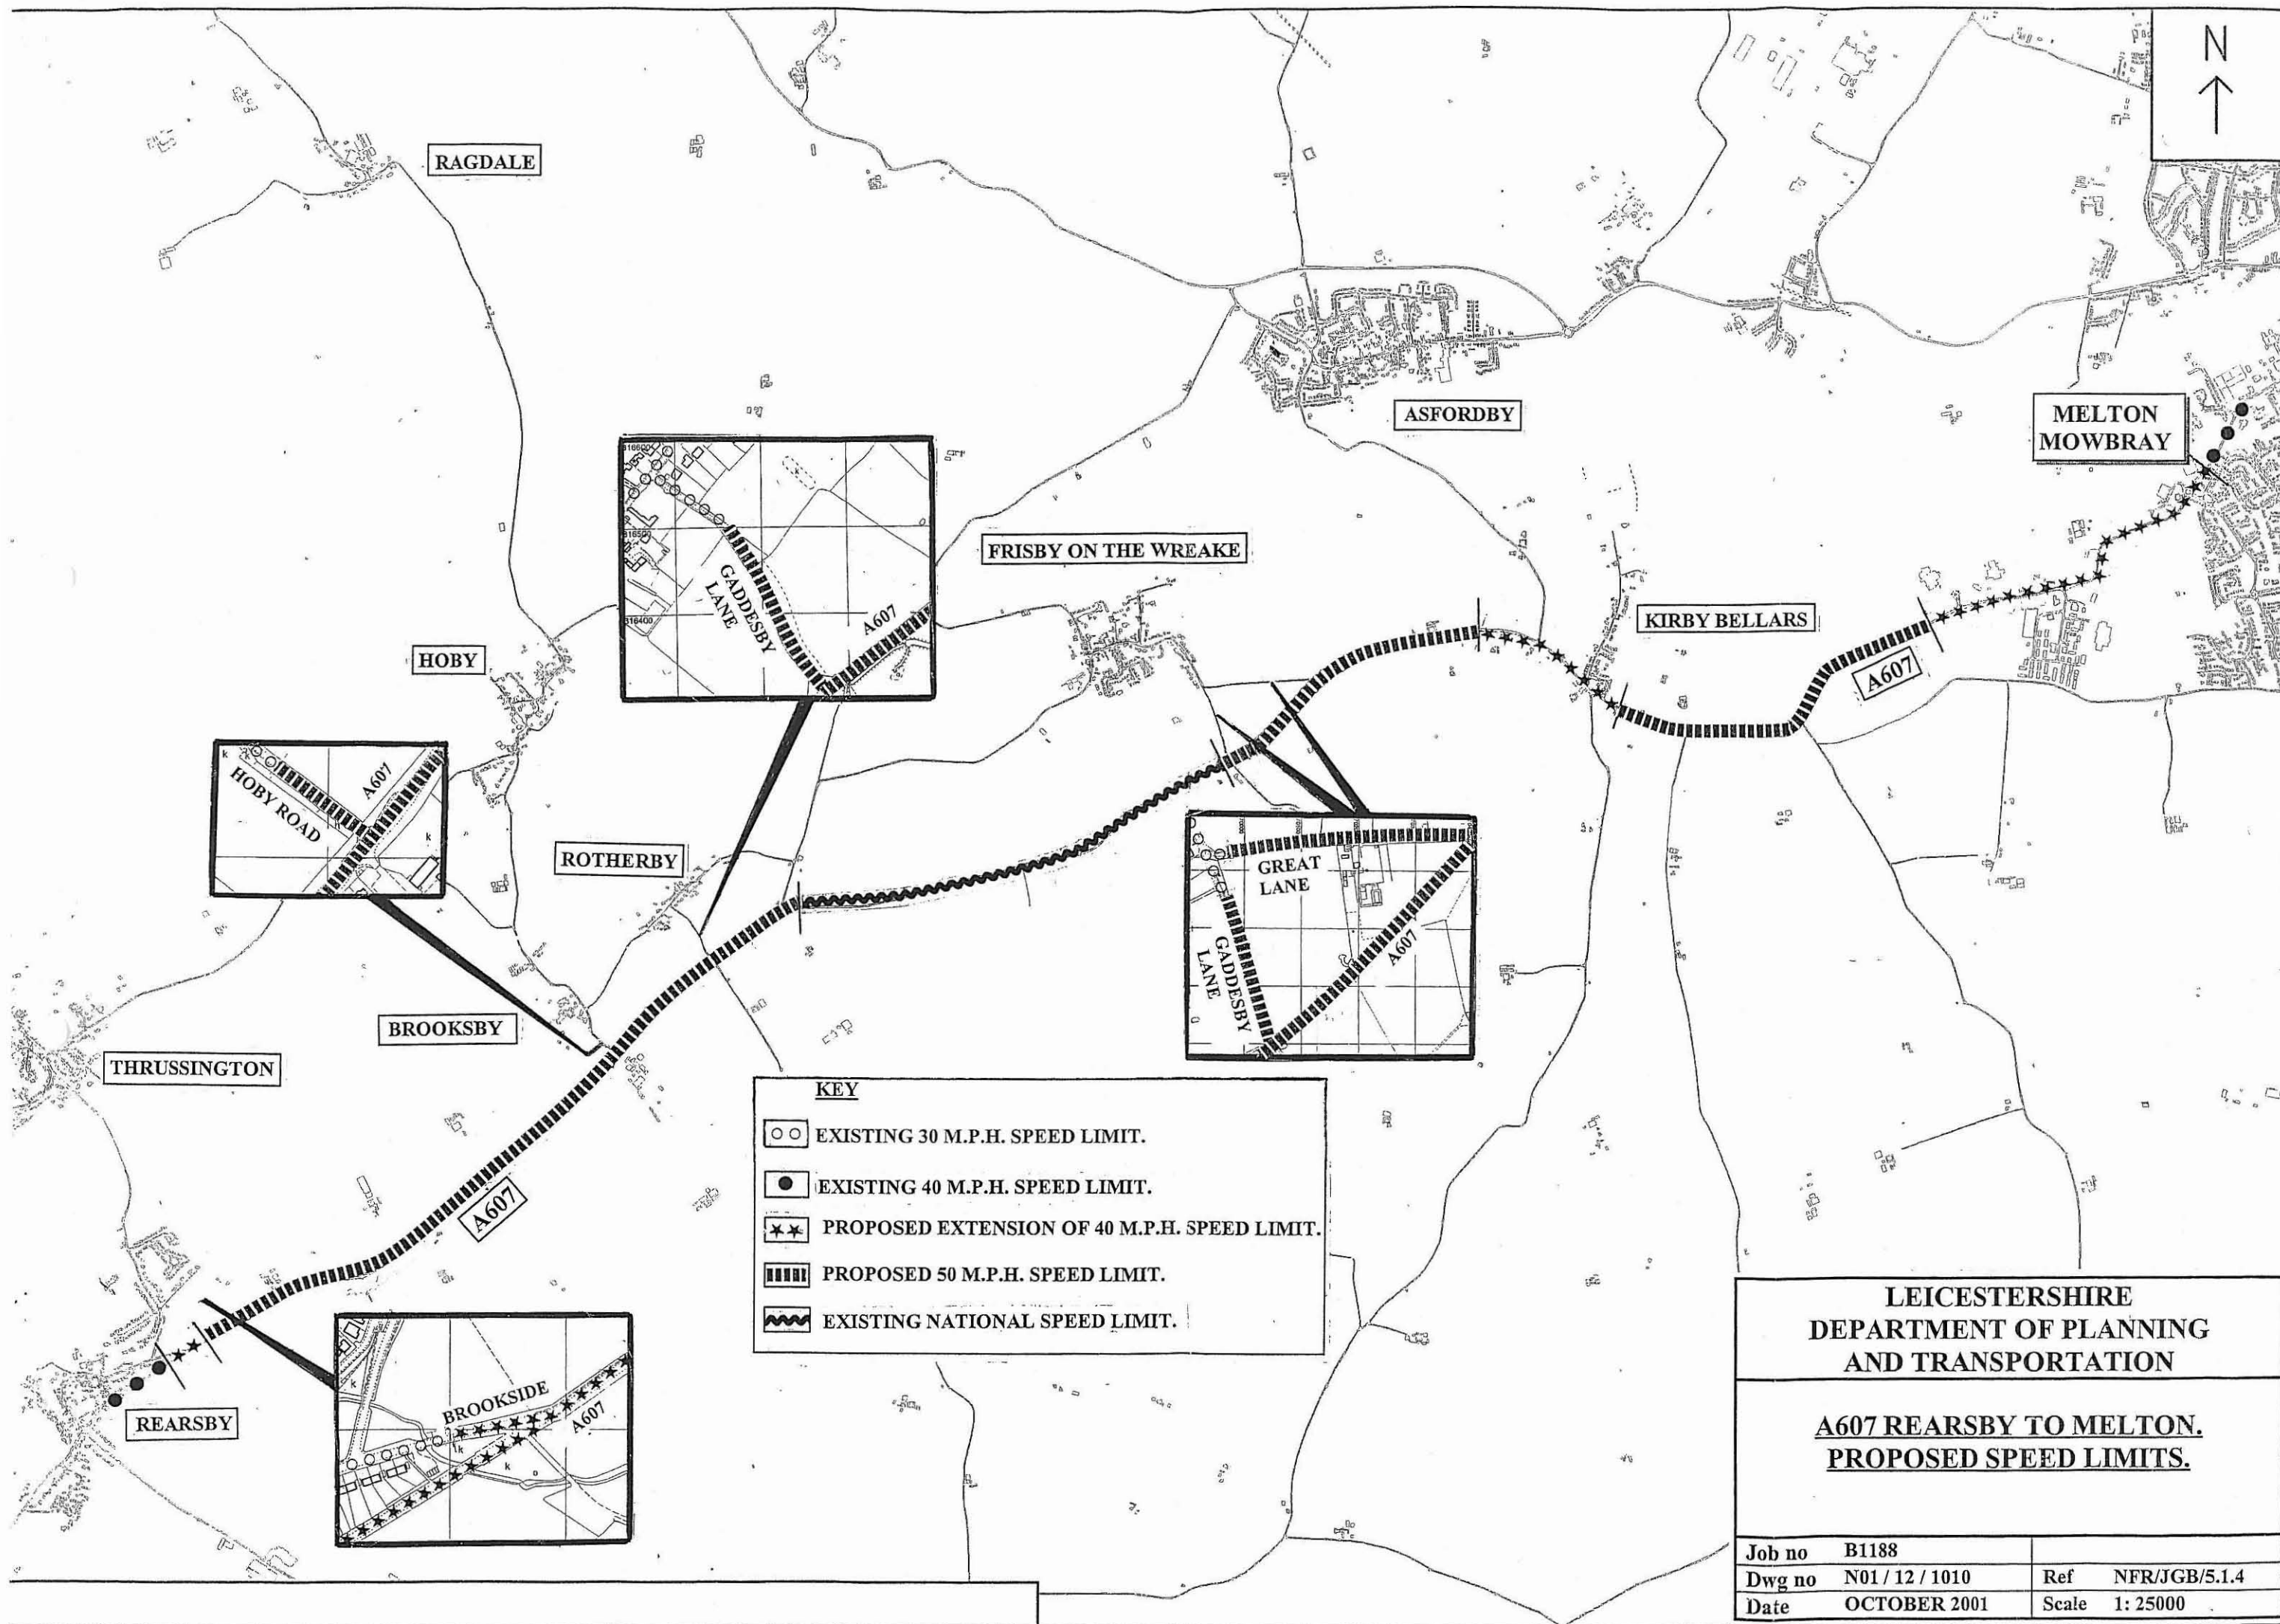 N
RAGDALE
ASFORDBY
MELTON
MOWBRAY
FRISBY ON THE WREAKE
GADDESBY
LANE
A607
316500
316400
KIRBY BELLARS
A607
HOBY
HOBY ROAD
A607
k
k
ROTHERBY
GREAT
LANE
GADDESBY
LANE
A607
BROOKSBY
THRUSSINGTON
A607
KEY
EXISTING 30 M.P.H. SPEED LIMIT.
EXISTING 40 M.P.H. SPEED LIMIT.
PROPOSED EXTENSION OF 40 M.P.H. SPEED LIMIT.
PROPOSED 50 M.P.H. SPEED LIMIT.
EXISTING NATIONAL SPEED LIMIT.
REARSBY
BROOKSIDE
A607
k
k
k
LEICESTERSHIRE
DEPARTMENT OF PLANNING
AND TRANSPORTATION
A607 REARSBY TO MELTON.
PROPOSED SPEED LIMITS.
Job no B1188
Dwg no N01 / 12 / 1010 Ref NFR/JGB/5.1.4
Date OCTOBER 2001 Scale 1: 25000